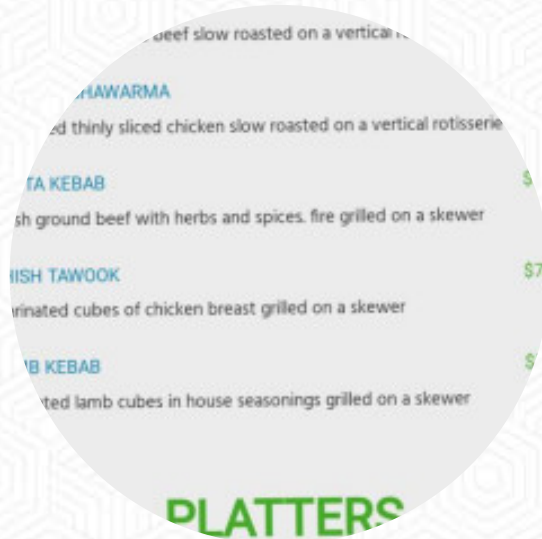 beef slow roasted on a vertical
HAWARMA
ed thinly sliced chicken slow roasted on a vertical rotisserie
TA KEBAB $
sh ground beef with herbs and spices. fire grilled on a skewer
HISH TAWOOK $7
rinated cubes of chicken breast grilled on a skewer
B KEBAB $
ted lamb cubes in house seasonings grilled on a skewer
PLATTERS